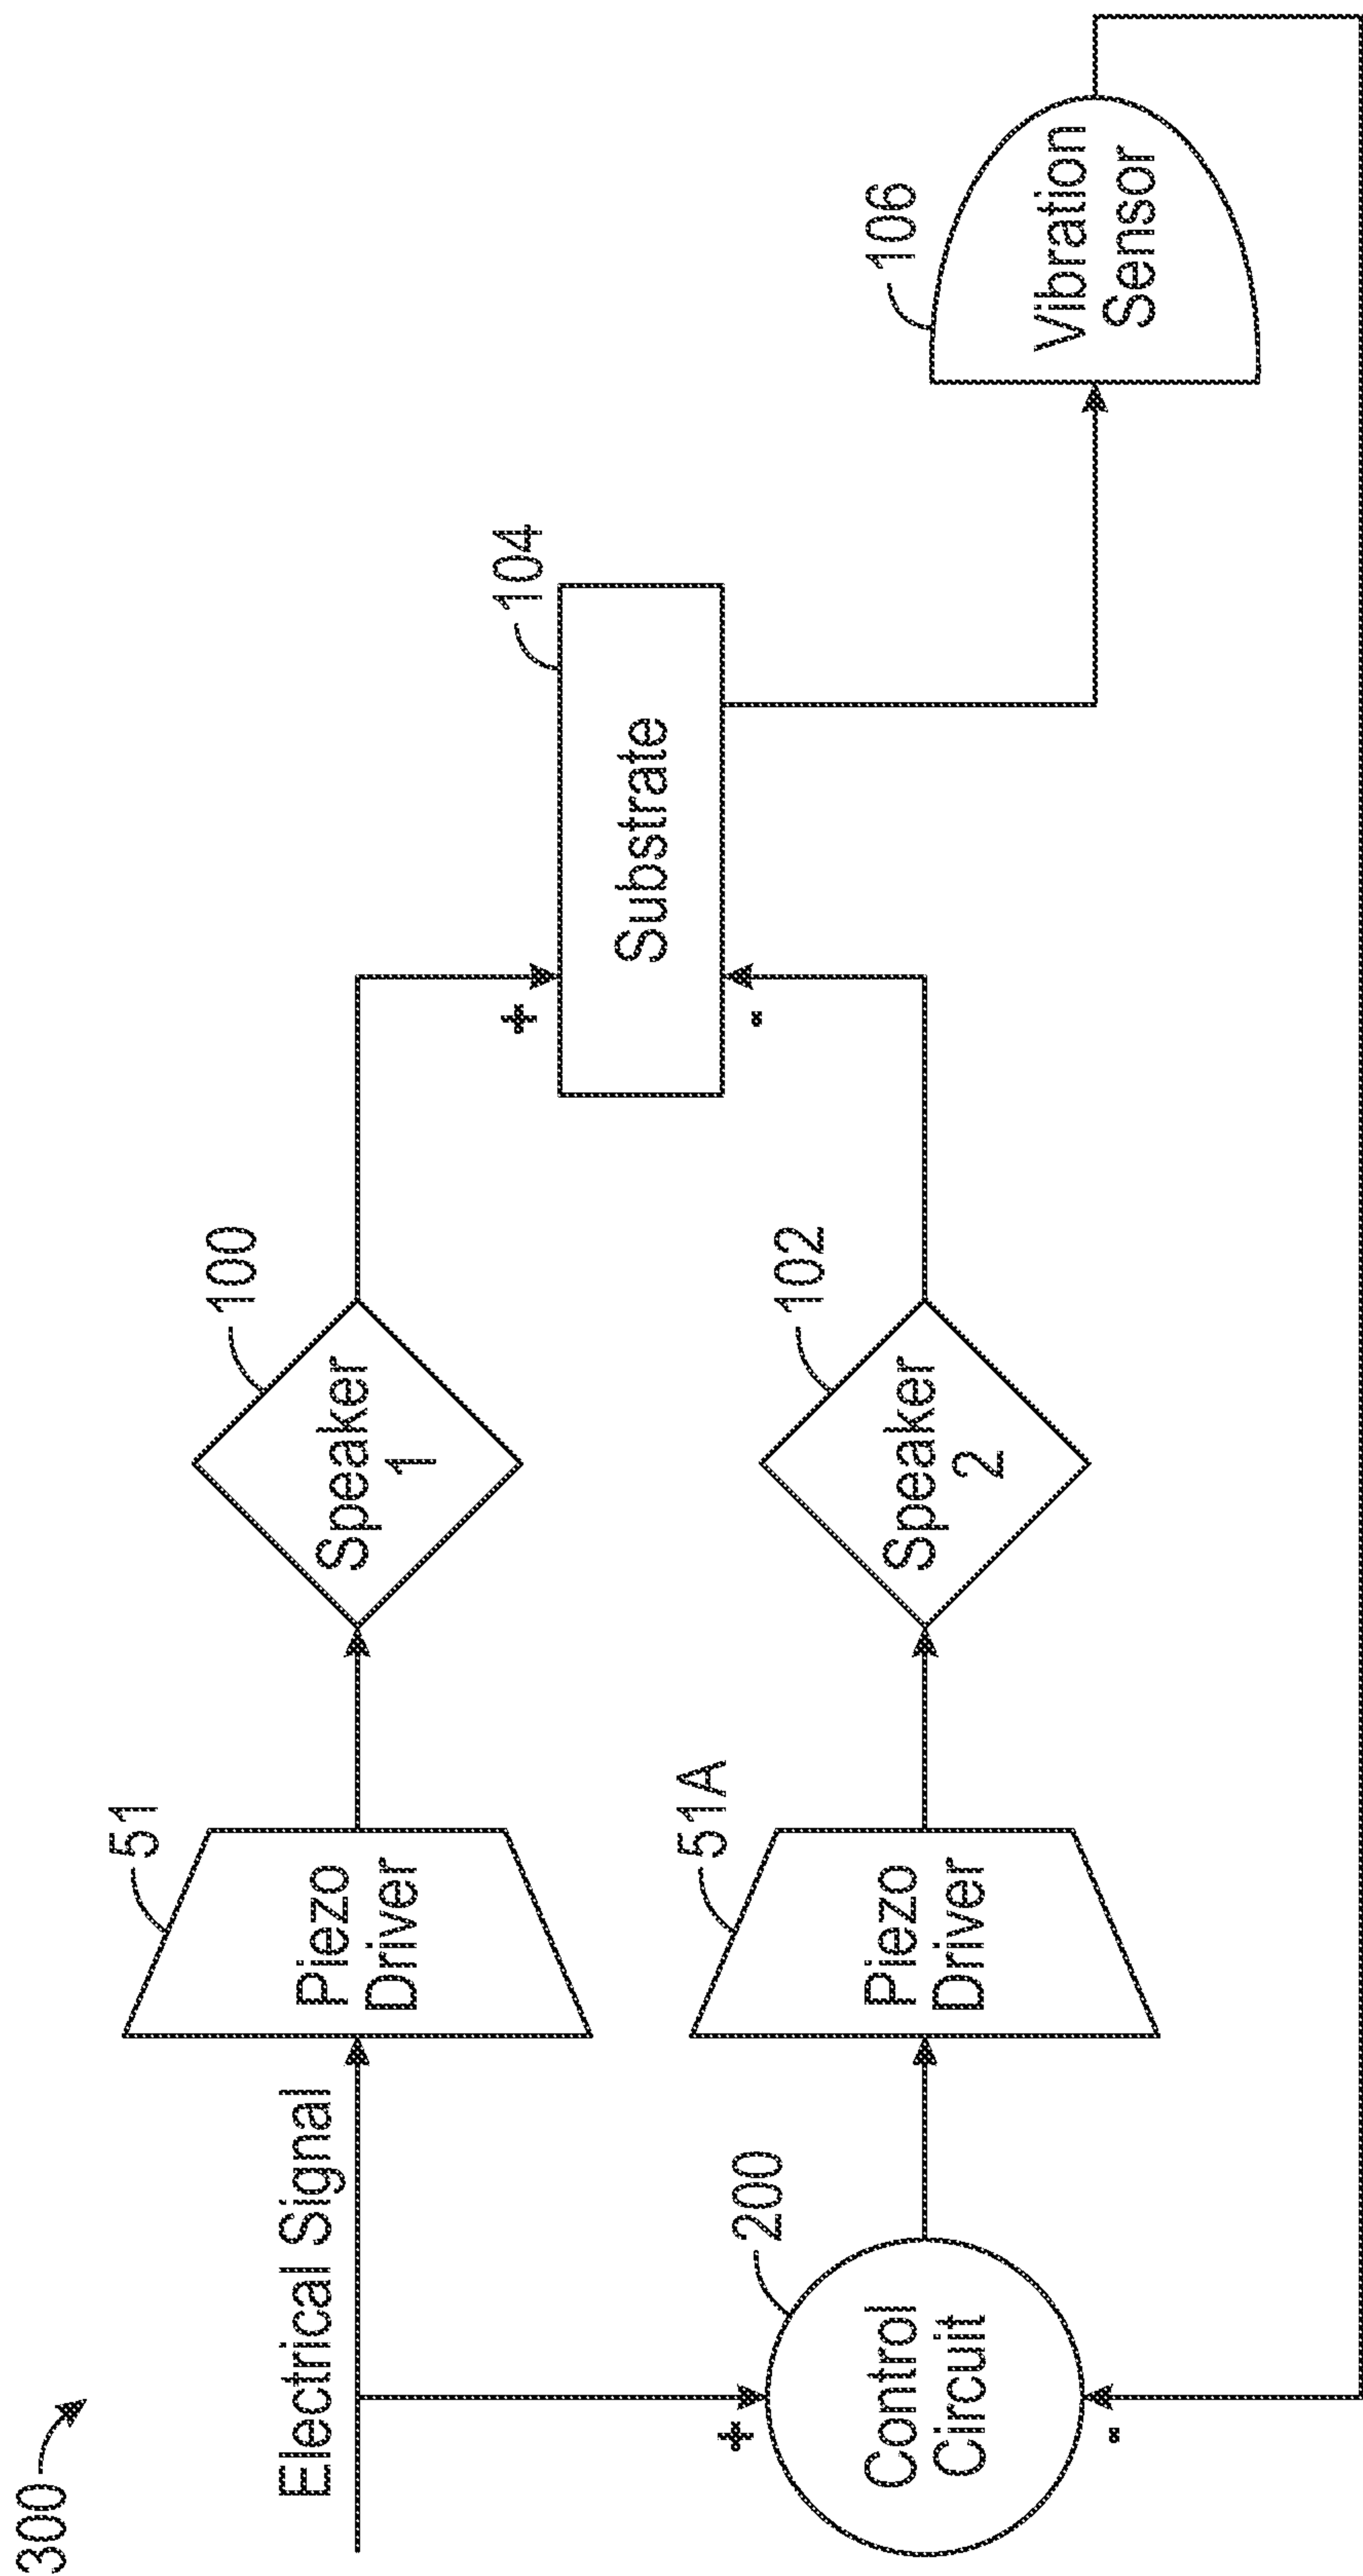 300
Electrical Signal
51
Piezo
Driver
100
Speaker
1
+
104
Substrate
-
200
+
Control
Circuit
-
51A
Piezo
Driver
102
Speaker
2
106
Vibration
Sensor